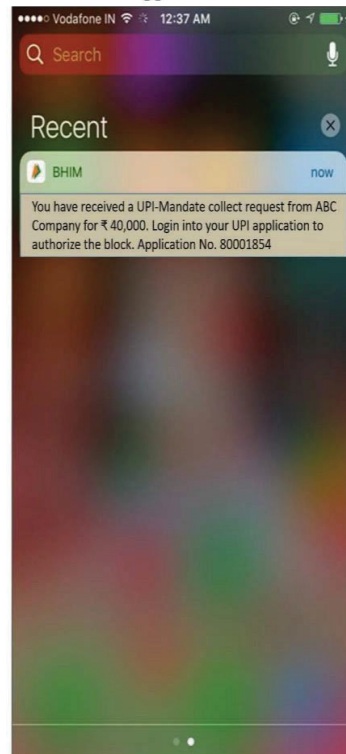 Vodafone IN 12:37 AM
Search
Recent
BHIM now
You have received a UPI-Mandate collect request from ABC
Company for ₹ 40,000. Login into your UPI application to
authorize the block. Application No. 80001854